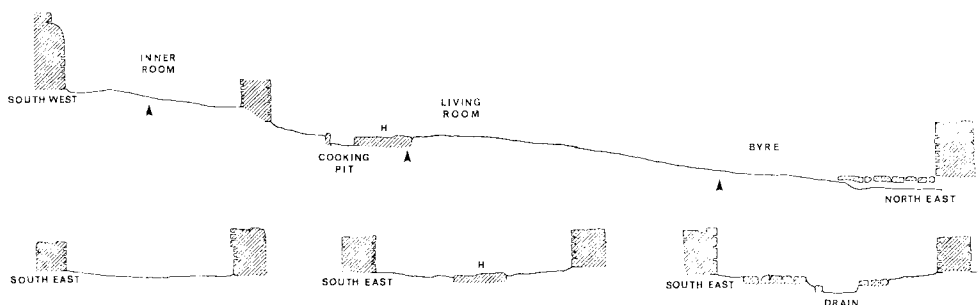 INNER
ROOM
SOUTH WEST
LIVING
ROOM
H
COOKING
PIT
BYRE
NORTH EAST
SOUTH EAST
H
SOUTH EAST
SOUTH EAST
DRAIN